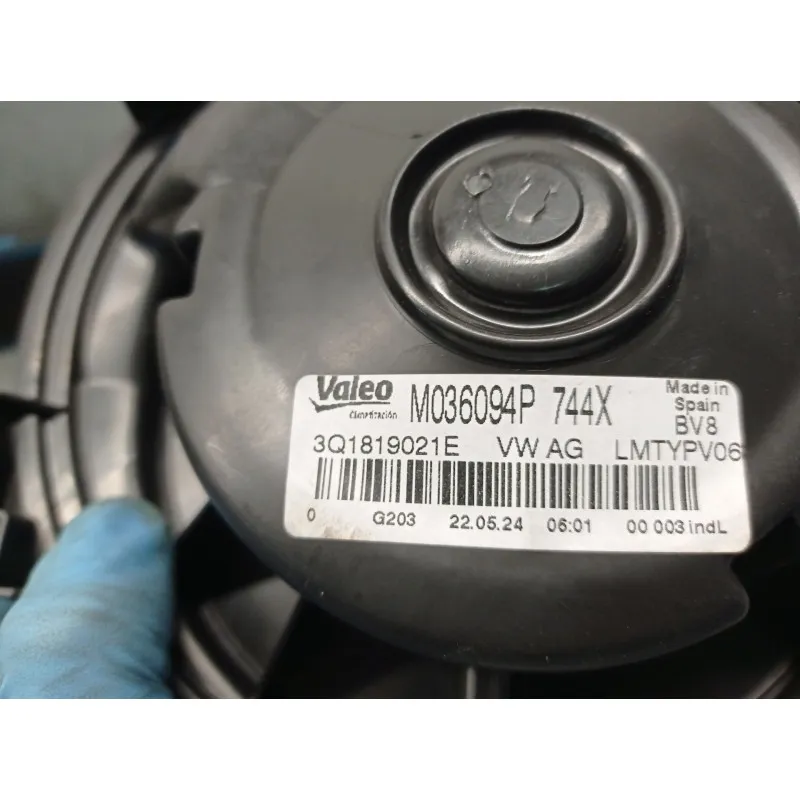 Valeo M036094P 744X Made in
Climatización Spain
BV8
3Q1819021E VW AG LMTYPV06
0 G203 22.05.24 06:01 00 003 indL